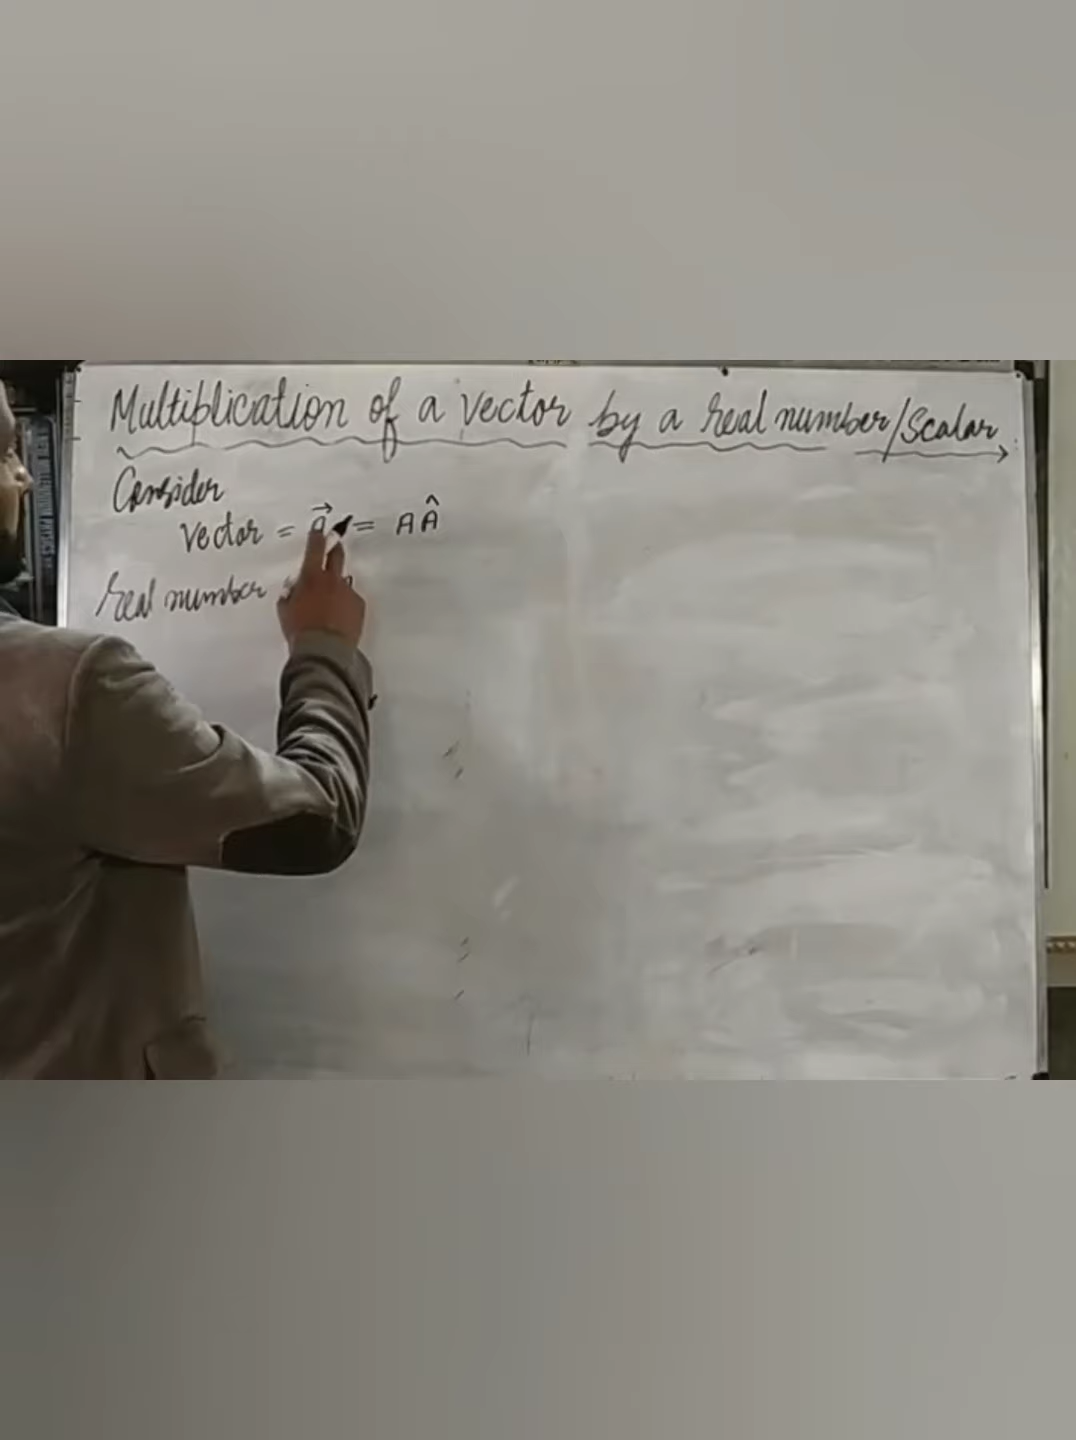 Multiplication of a vector by a real number/Scalar
Consider
Vector = A⃗ = A Â
real number